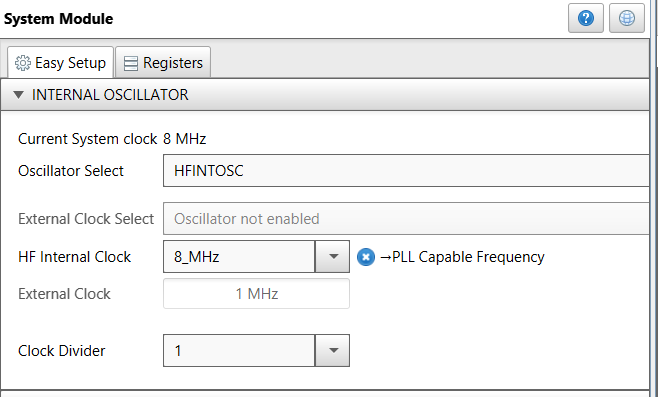 System Module
?
Easy Setup
Registers
INTERNAL OSCILLATOR
Current System clock 8 MHz
Oscillator Select HFINTOSC
External Clock Select Oscillator not enabled
HF Internal Clock 8_MHz →PLL Capable Frequency
External Clock 1 MHz
Clock Divider 1